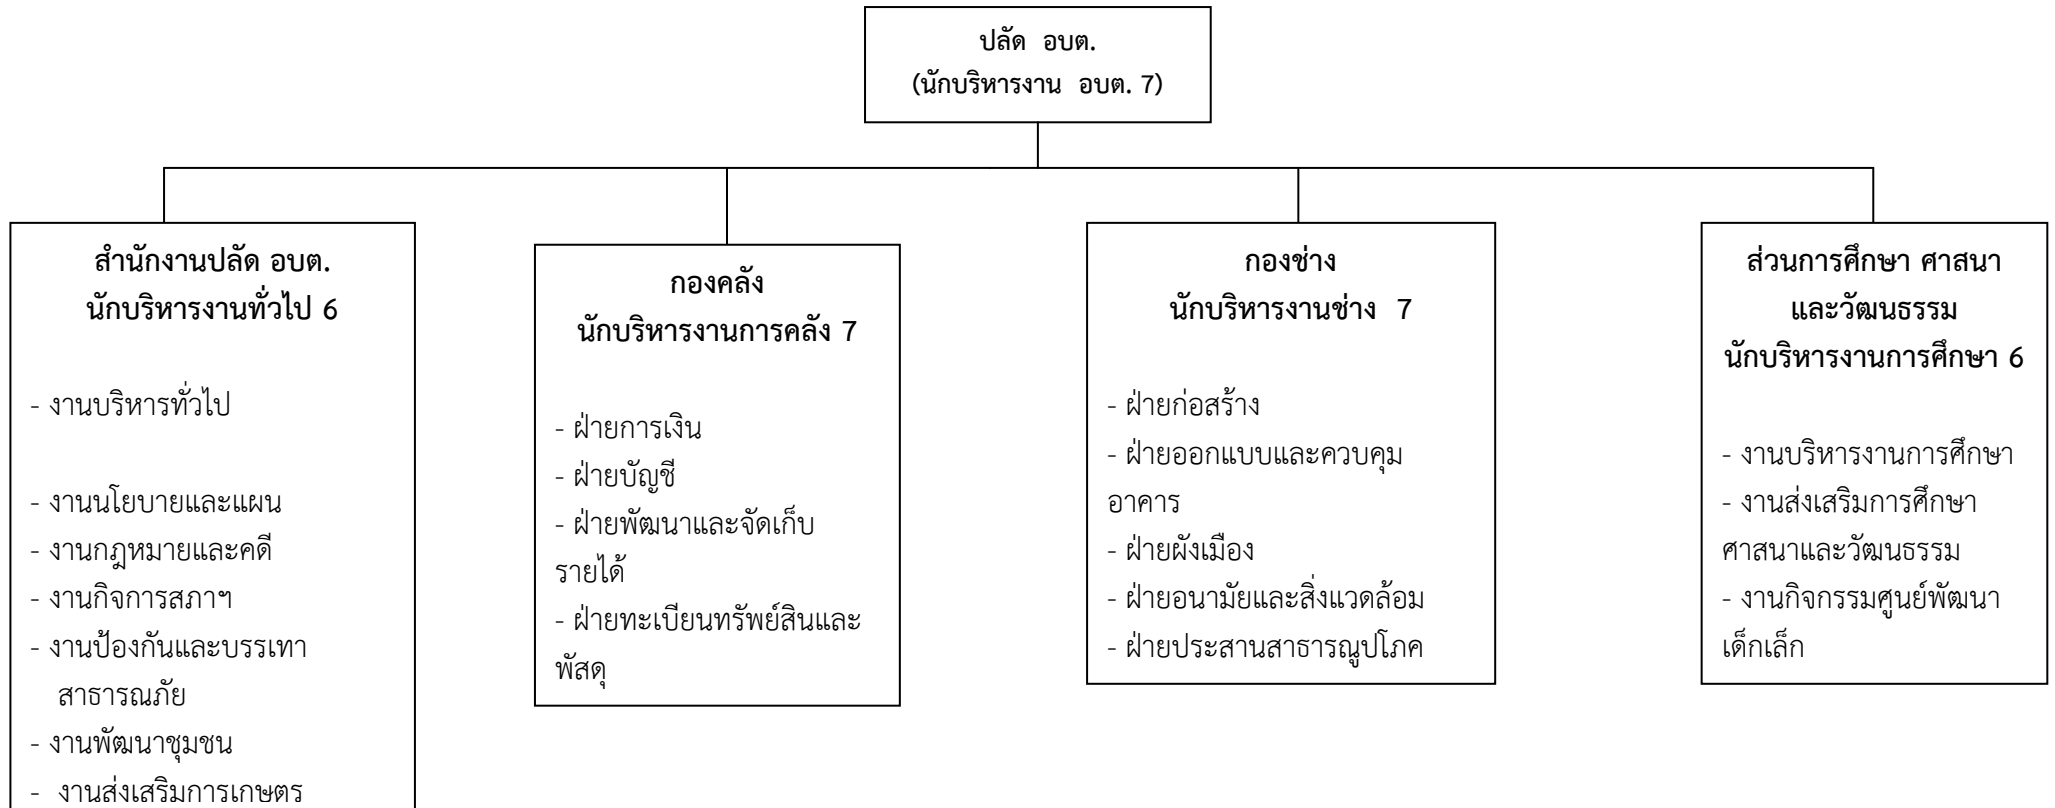 ปลัด อบต.
(นักบริหารงาน อบต. 7)
สำนักงานปลัด อบต.
นักบริหารงานทั่วไป 6
- งานบริหารทั่วไป
- งานนโยบายและแผน
- งานกฎหมายและคดี
- งานกิจการสภาฯ
- งานป้องกันและบรรเทา
สาธารณภัย
- งานพัฒนาชุมชน
- งานส่งเสริมการเกษตร
กองคลัง
นักบริหารงานการคลัง 7
- ฝ่ายการเงิน
- ฝ่ายบัญชี
- ฝ่ายพัฒนาและจัดเก็บ
รายได้
- ฝ่ายทะเบียนทรัพย์สินและ
พัสดุ
กองช่าง
นักบริหารงานช่าง 7
- ฝ่ายก่อสร้าง
- ฝ่ายออกแบบและควบคุม
อาคาร
- ฝ่ายผังเมือง
- ฝ่ายอนามัยและสิ่งแวดล้อม
- ฝ่ายประสานสาธารณูปโภค
ส่วนการศึกษา ศาสนา
และวัฒนธรรม
นักบริหารงานการศึกษา 6
- งานบริหารงานการศึกษา
- งานส่งเสริมการศึกษา
ศาสนาและวัฒนธรรม
- งานกิจกรรมศูนย์พัฒนา
เด็กเล็ก